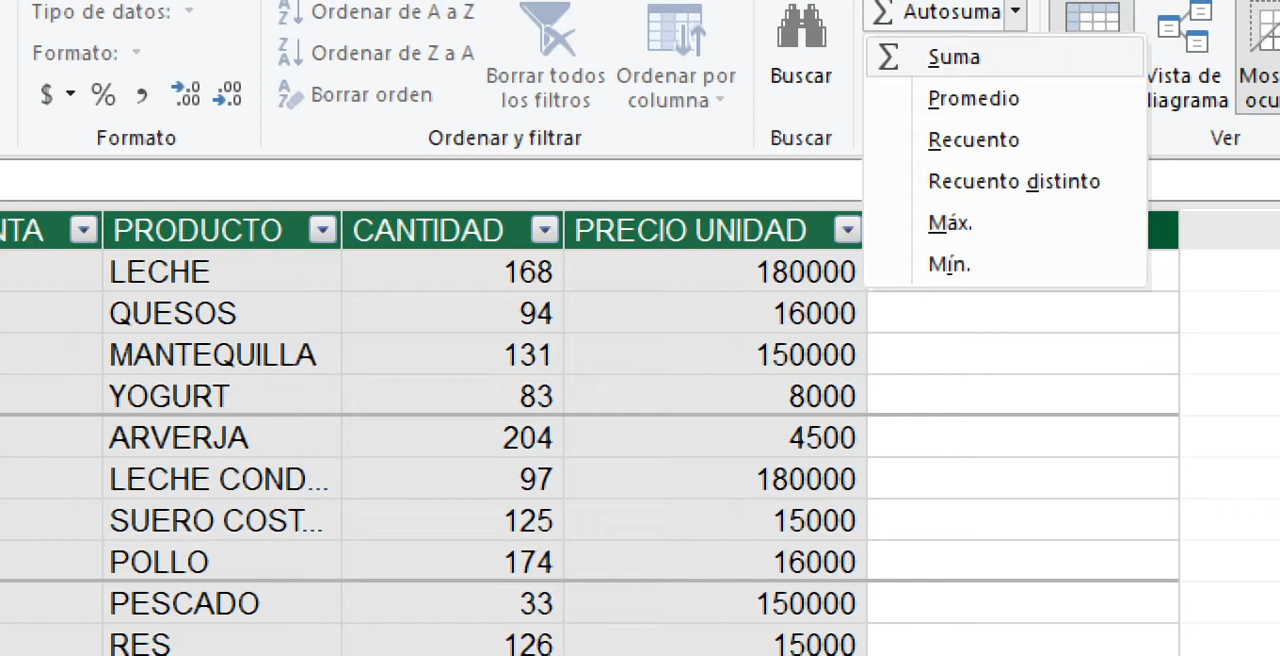 Tipo de datos:
Formato:
$ % , ,00 ,00
Formato
Ordenar de A a Z
Ordenar de Z a A
Borrar orden
Borrar todos
los filtros
Ordenar por
columna
Ordenar y filtrar
Buscar
Buscar
Σ Autosuma
Σ Suma
Promedio
Recuento
Recuento distinto
Máx.
Mín.
Vista de
diagrama
Mos
ocu
Ver
NTA PRODUCTO CANTIDAD PRECIO UNIDAD
LECHE 168 180000
QUESOS 94 16000
MANTEQUILLA 131 150000
YOGURT 83 8000
ARVERJA 204 4500
LECHE COND... 97 180000
SUERO COST... 125 15000
POLLO 174 16000
PESCADO 33 150000
RES 126 15000